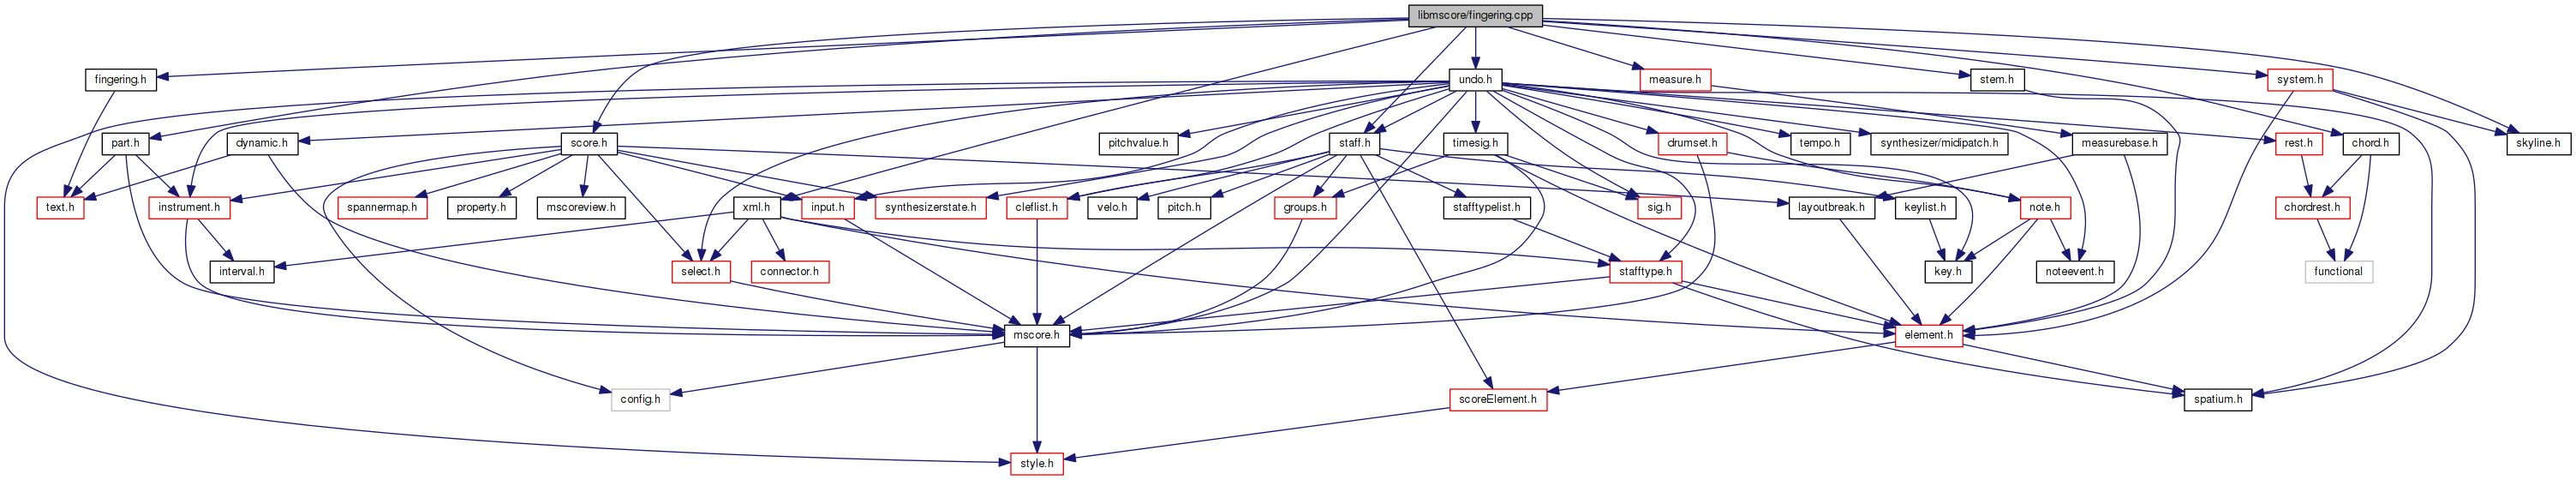 libmscore/fingering.cpp
fingering.h
undo.h
measure.h
stem.h
system.h
part.h
dynamic.h
score.h
pitchvalue.h
staff.h
timesig.h
drumset.h
tempo.h
synthesizer/midipatch.h
measurebase.h
rest.h
chord.h
skyline.h
text.h
instrument.h
spannermap.h
property.h
mscoreview.h
xml.h
input.h
synthesizerstate.h
cleflist.h
velo.h
pitch.h
groups.h
stafftypelist.h
sig.h
layoutbreak.h
keylist.h
note.h
chordrest.h
interval.h
select.h
connector.h
stafftype.h
key.h
noteevent.h
functional
mscore.h
element.h
config.h
scoreElement.h
spatium.h
style.h